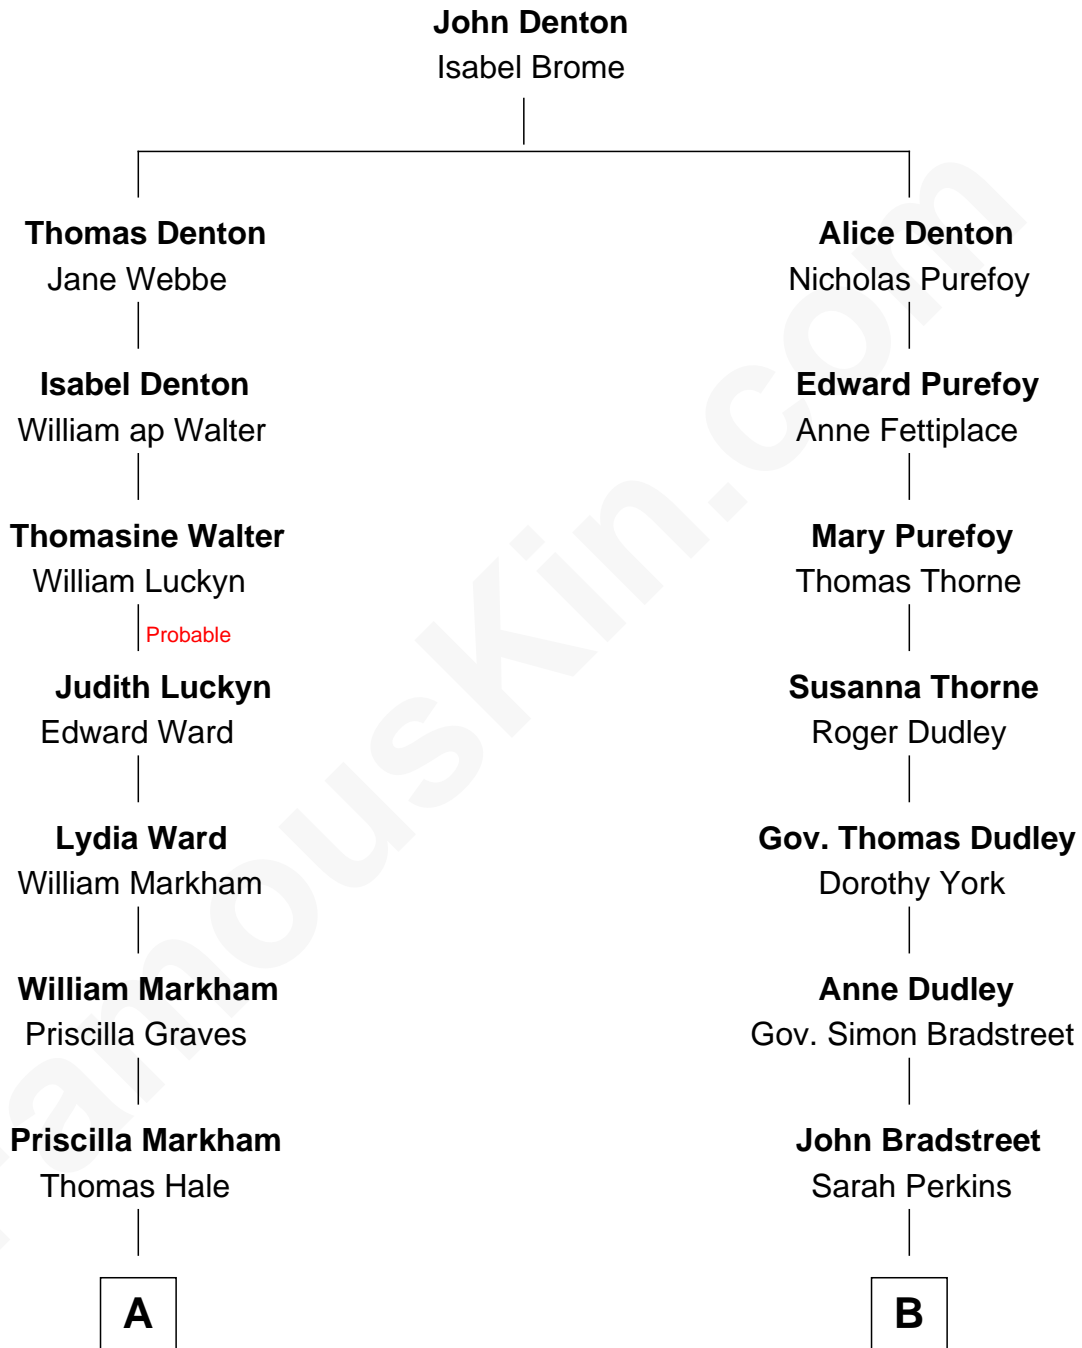 John Denton
Isabel Brome
Thomas Denton
Jane Webbe
Alice Denton
Nicholas Purefoy
Isabel Denton
William ap Walter
Edward Purefoy
Anne Fettiplace
Thomasine Walter
William Luckyn
Mary Purefoy
Thomas Thorne
Probable
Judith Luckyn
Edward Ward
Susanna Thorne
Roger Dudley
Lydia Ward
William Markham
Gov. Thomas Dudley
Dorothy York
William Markham
Priscilla Graves
Anne Dudley
Gov. Simon Bradstreet
Priscilla Markham
Thomas Hale
John Bradstreet
Sarah Perkins
A
B
FamousKin.com